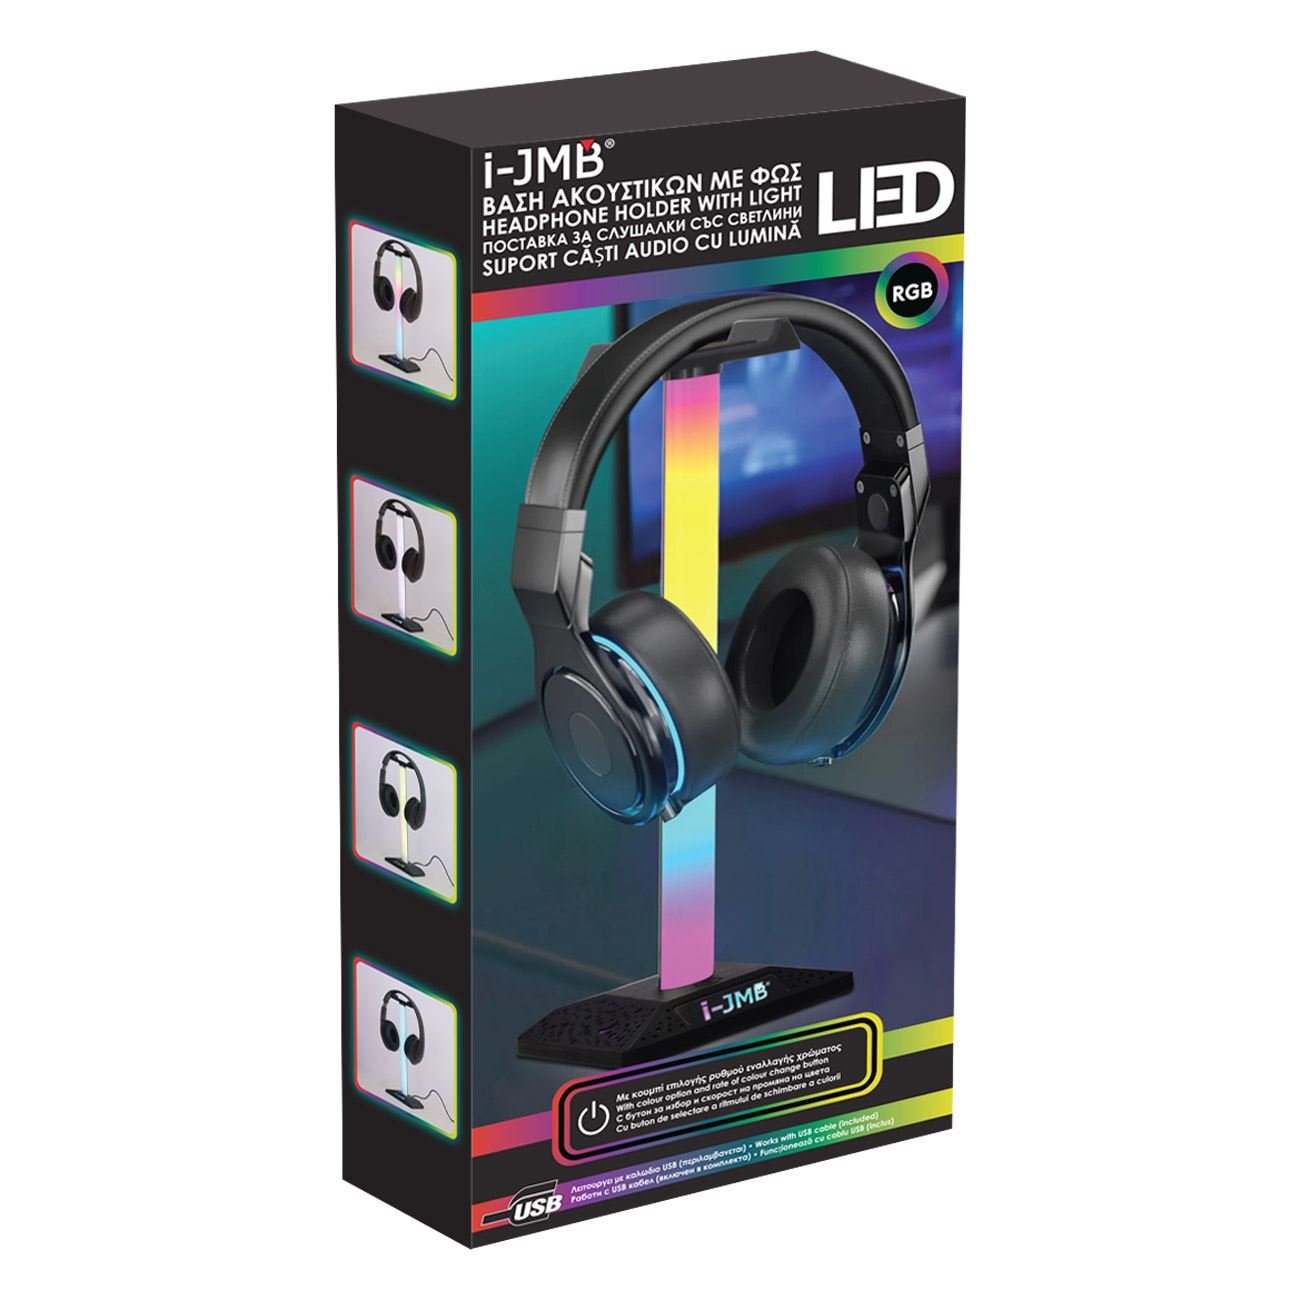 i-JMB®
ΒΑΣΗ ΑΚΟΥΣΤΙΚΩΝ ΜΕ ΦΩΣ
HEADPHONE HOLDER WITH LIGHT
ПОСТАВКА ЗА СЛУШАЛКИ СЪС СВЕТЛИНИ
SUPORT CĂȘTI AUDIO CU LUMINĂ
LED
RGB
i-JMB®
Με κουμπί επιλογής ρυθμού εναλλαγής χρώματος
With colour option and rate of colour change button
С бутон за избор и скорост на промяна на цвета
Cu buton de selectare a ritmului de schimbare a culorii
USB
Λειτουργεί με καλώδιο USB (περιλαμβάνεται) • Works with USB cable (included)
Работи с USB кабел (включен в комплекта) • Funcționează cu cablu USB (inclus)